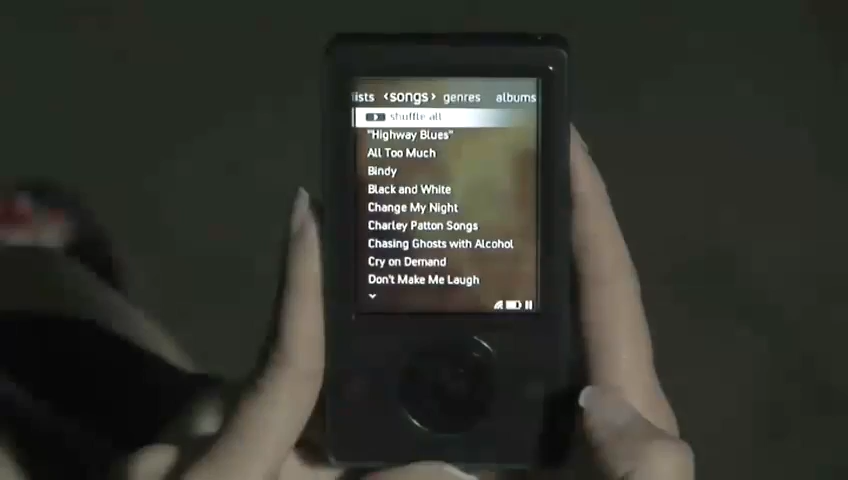 lists <songs> genres albums
shuffle all
"Highway Blues"
All Too Much
Bindy
Black and White
Change My Night
Charley Patton Songs
Chasing Ghosts with Alcohol
Cry on Demand
Don't Make Me Laugh